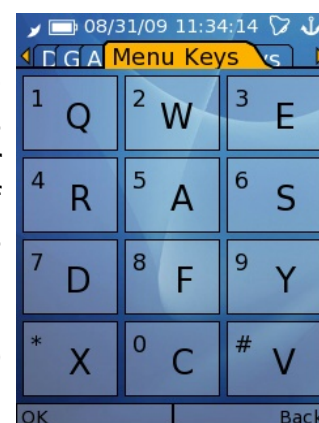 08/31/09 11:34:14
D G A Menu Keys ys
1 Q 2 W 3 E
4 R 5 A 6 S
7 D 8 F 9 Y
* X 0 C # V
OK Back